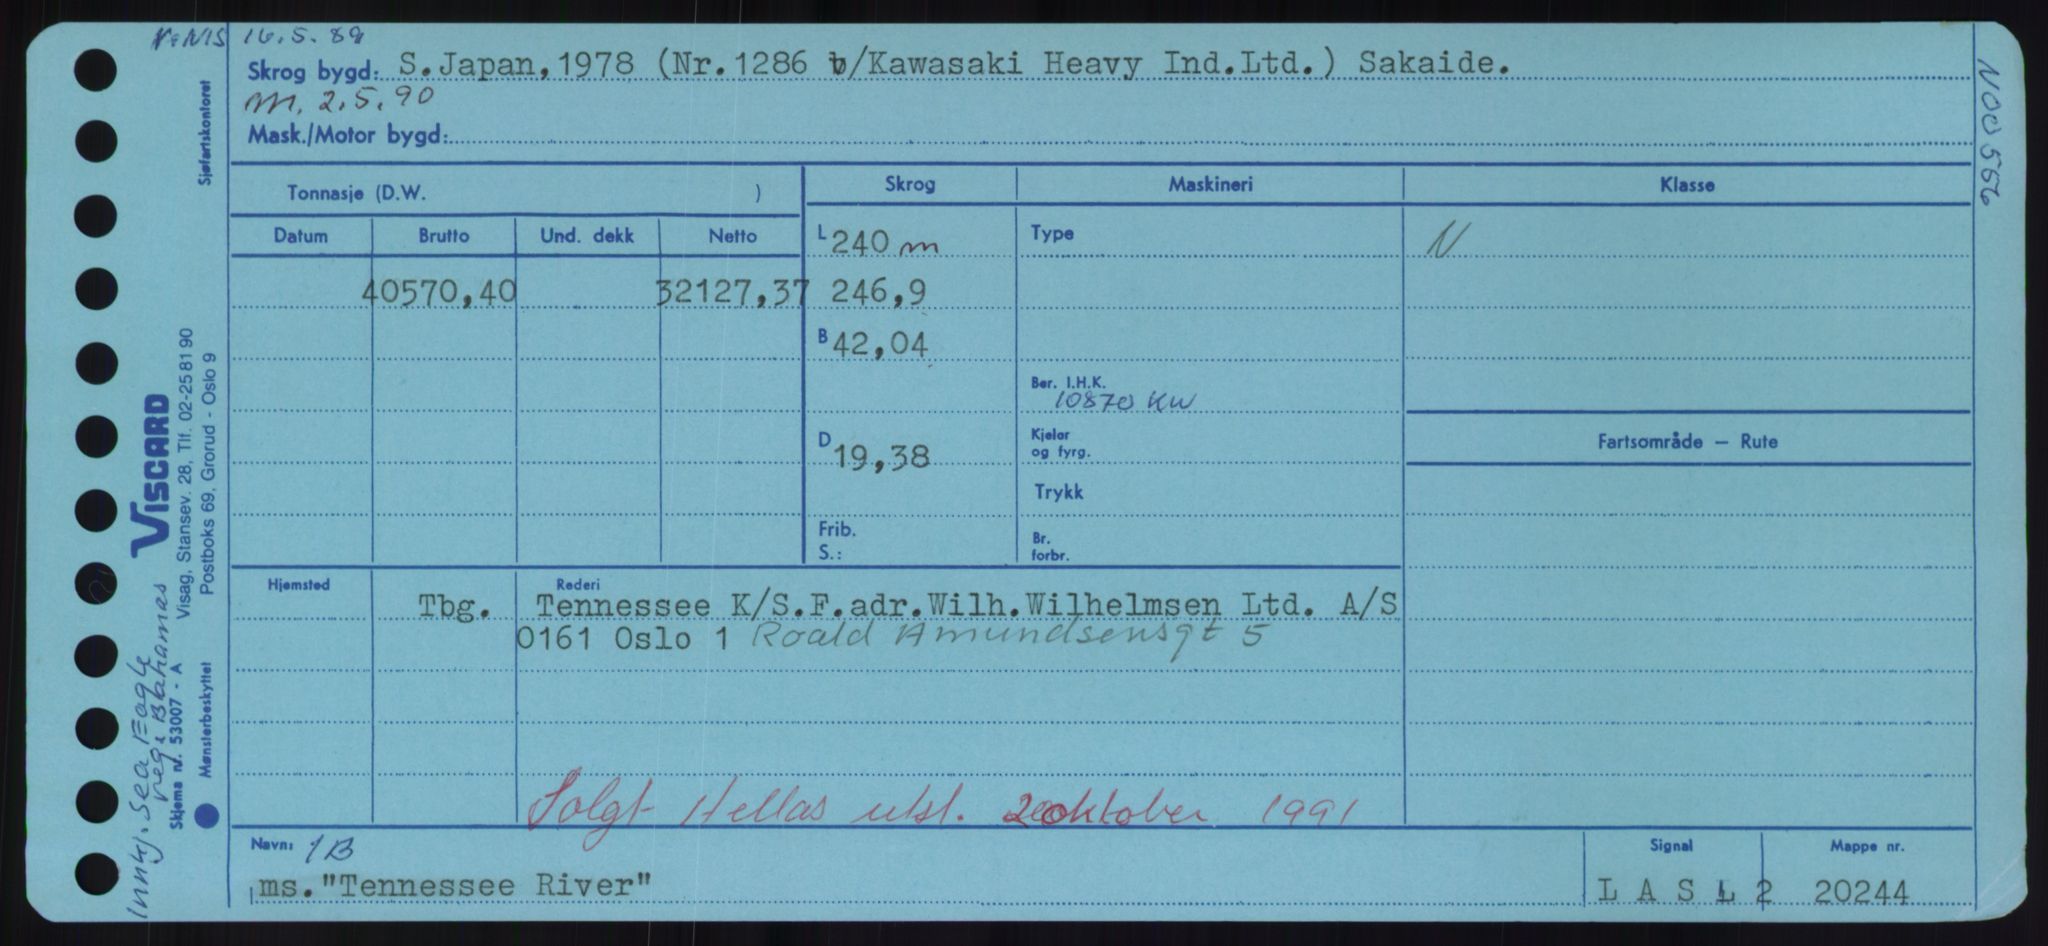 N:NIS 16.5.89
Skrog bygd: S.Japan,1978 (Nr.1286 b/Kawasaki Heavy Ind.Ltd.) Sakaide.
m. 2.5.90
Mask./Motor bygd:
Tonnasje (D.W. )
Skrog
Maskineri
Klasse
Datum
Brutto
Und. dekk
Netto
L 240 m
Type
N
40570,40
32127,37
246,9
B 42,04
Ber. I.H.K.
10870 KW
D 19,38
Kjeler
og fyrg.
Fartsområde — Rute
Trykk
Frib.
S.:
Br.
forbr.
Hjemsted
Rederi
Tbg. Tennessee K/S.F.adr.Wilh.Wilhelmsen Ltd. A/S
0161 Oslo 1 Roald Amundsensgt 5
Solgt Hellas utsl. oktober 1991
Navn: 1B
ms."Tennessee River"
Signal
L A S L 2
Mappe nr.
20244
N00566
Sjøfartskontoret
VISCARD
Visag, Stansev. 28, Tlf. 02-25 81 90
Postboks 69, Grorud - Oslo 9
Skjema nr. 53007 - A
Mønsterbeskyttet
Innkj. Sea Eagle
reg. Bahamas